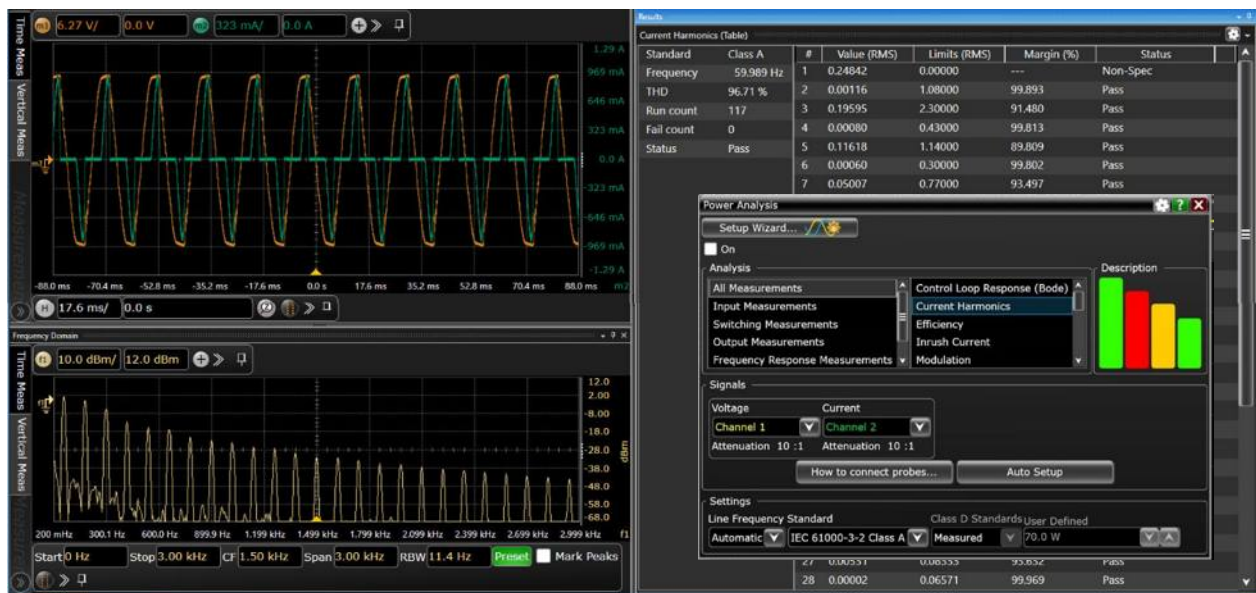 Results
m3 6.27 V/ 0.0 V m2 323 mA/ 0.0 A
Time Meas
Vertical Meas
1.29 A
969 mA
646 mA
323 mA
0.0 A
-323 mA
-646 mA
-969 mA
-1.29 A
-88.0 ms -70.4 ms -52.8 ms -35.2 ms -17.6 ms 0.0 s 17.6 ms 35.2 ms 52.8 ms 70.4 ms 88.0 ms m2
H 17.6 ms/ 0.0 s
Frequency Domain
f1 10.0 dBm/ 12.0 dBm
Time Meas
Vertical Meas
12.0
2.00
-8.00
-18.0
-28.0
-38.0
-48.0
-58.0
-68.0
dBm
200 mHz 300.1 Hz 600.0 Hz 899.9 Hz 1.199 kHz 1.499 kHz 1.799 kHz 2.099 kHz 2.399 kHz 2.699 kHz 2.999 kHz f1
Start 0 Hz Stop 3.00 kHz CF 1.50 kHz Span 3.00 kHz RBW 11.4 Hz Preset Mark Peaks
Current Harmonics (Table)
Standard Class A
Frequency 59.989 Hz
THD 96.71 %
Run count 117
Fail count 0
Status Pass
# Value (RMS) Limits (RMS) Margin (%) Status
1 0.24842 0.00000 --- Non-Spec
2 0.00116 1.08000 99.893 Pass
3 0.19595 2.30000 91.480 Pass
4 0.00080 0.43000 99.813 Pass
5 0.11618 1.14000 89.809 Pass
6 0.00060 0.30000 99.802 Pass
7 0.05007 0.77000 93.497 Pass
Power Analysis
Setup Wizard...
On
Analysis
All Measurements
Input Measurements
Switching Measurements
Output Measurements
Frequency Response Measurements
Control Loop Response (Bode)
Current Harmonics
Efficiency
Inrush Current
Modulation
Description
Signals
Voltage Current
Channel 1 Channel 2
Attenuation 10 :1 Attenuation 10 :1
How to connect probes... Auto Setup
Settings
Line Frequency Standard Class D Standards User Defined
Automatic IEC 61000-3-2 Class A Measured 70.0 W
28 0.00002 0.06571 99.969 Pass